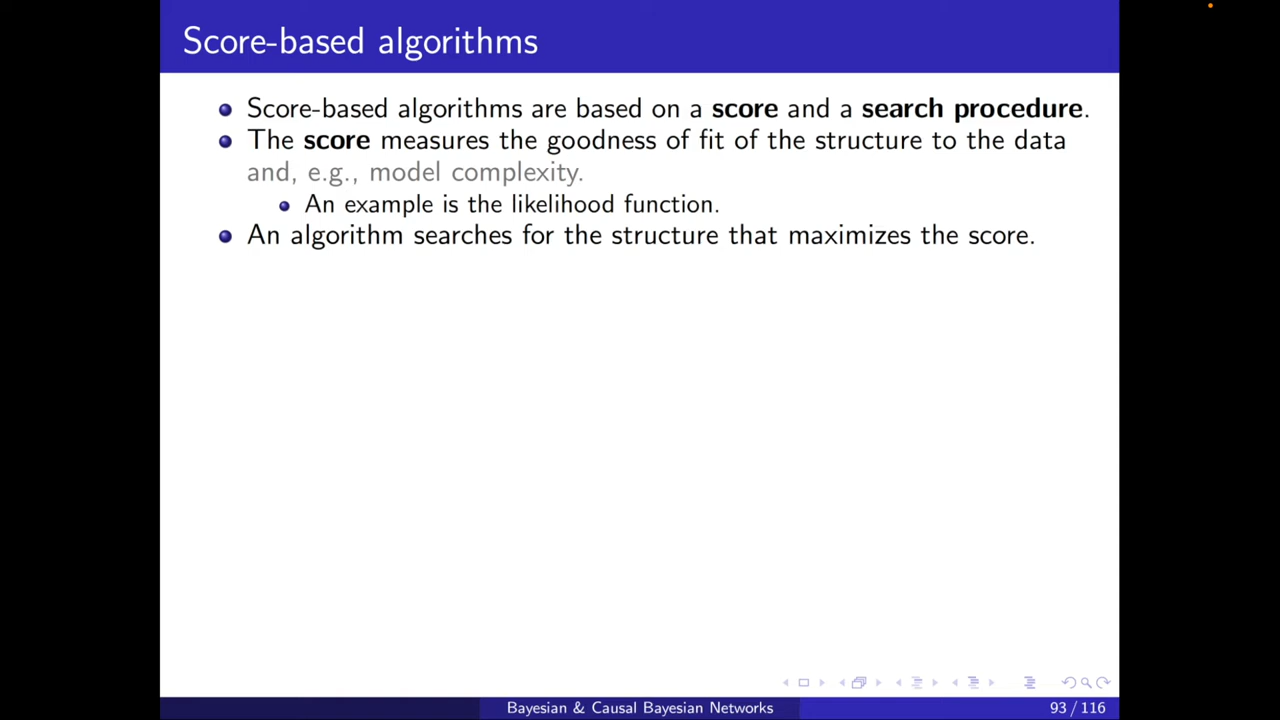 Score-based algorithms
Score-based algorithms are based on a score and a search procedure.
The score measures the goodness of fit of the structure to the data
and, e.g., model complexity.
An example is the likelihood function.
An algorithm searches for the structure that maximizes the score.
Bayesian & Causal Bayesian Networks
93 / 116